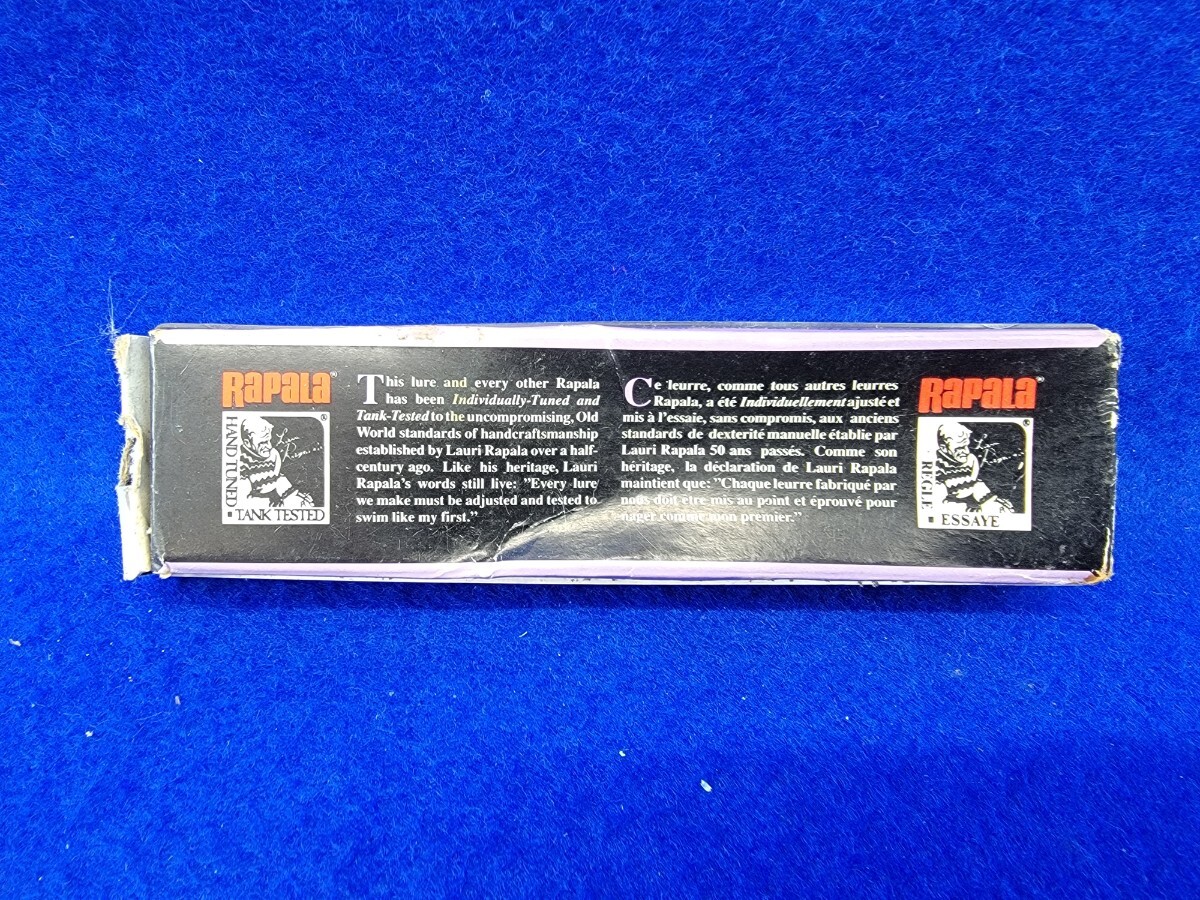 RAPALA®
HAND TUNED ▪ TANK TESTED
®
This lure and every other Rapala
has been Individually-Tuned and
Tank-Tested to the uncompromising, Old
World standards of handcraftsmanship
established by Lauri Rapala over a half-
century ago. Like his heritage, Lauri
Rapala's words still live: "Every lure
we make must be adjusted and tested to
swim like my first."
Ce leurre, comme tous autres leurres
Rapala, a été Individuellement ajusté et
mis à l'essaie, sans compromis, aux anciens
standards de dexterité manuelle établie par
Lauri Rapala 50 ans passés. Comme son
héritage, la déclaration de Lauri Rapala
maintient que: "Chaque leurre fabriqué par
nous doit être mis au point et éprouvé pour
nager comme mon premier."
RAPALA®
REGLE ▪ ESSAYE
®